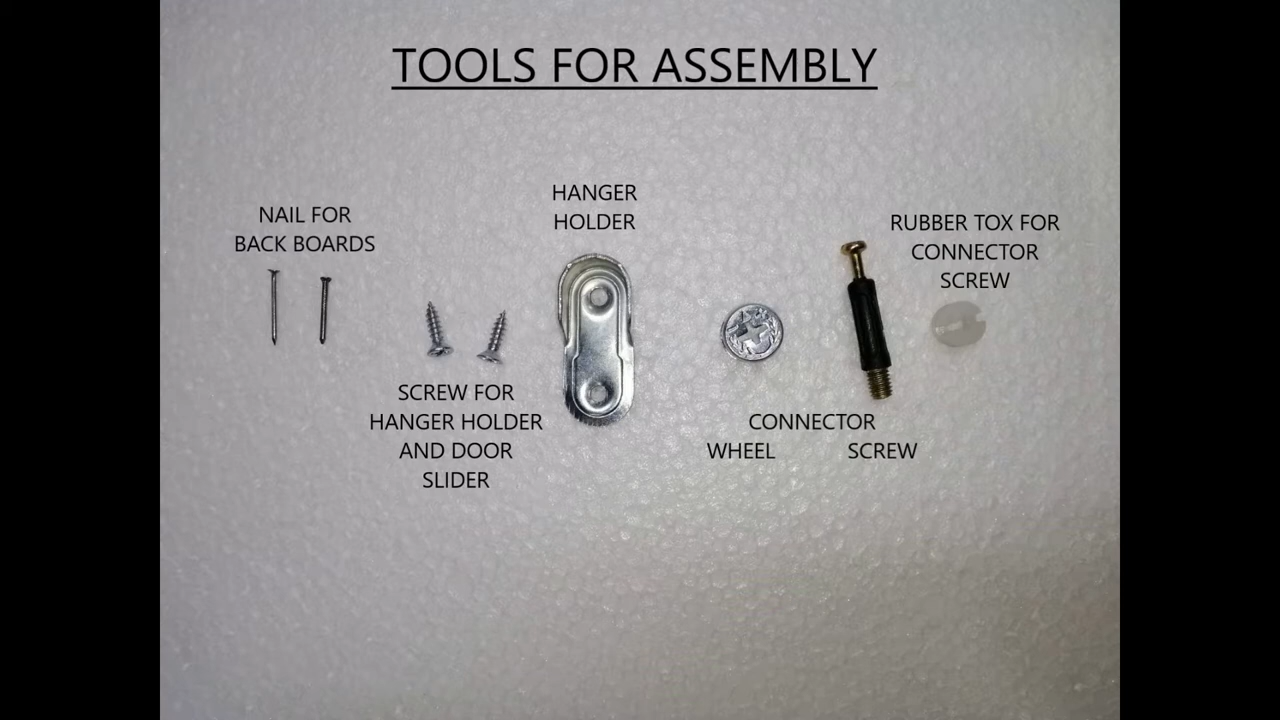 TOOLS FOR ASSEMBLY
NAIL FOR
BACK BOARDS
SCREW FOR
HANGER HOLDER
AND DOOR
SLIDER
HANGER
HOLDER
CONNECTOR
WHEEL SCREW
RUBBER TOX FOR
CONNECTOR
SCREW